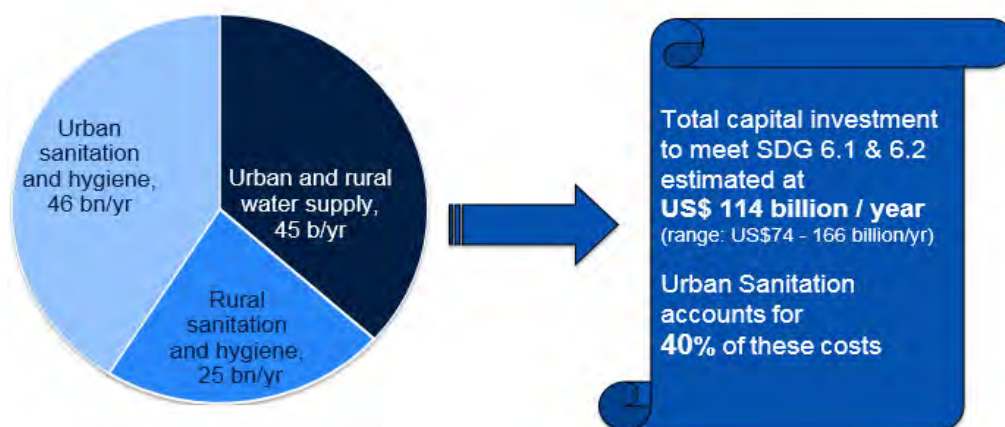 Urban
sanitation
and hygiene,
46 bn/yr
Urban and rural
water supply,
45 b/yr
Rural
sanitation
and hygiene,
25 bn/yr
Total capital investment
to meet SDG 6.1 & 6.2
estimated at
US$ 114 billion / year
(range: US$74 - 166 billion/yr)
Urban Sanitation
accounts for
40% of these costs